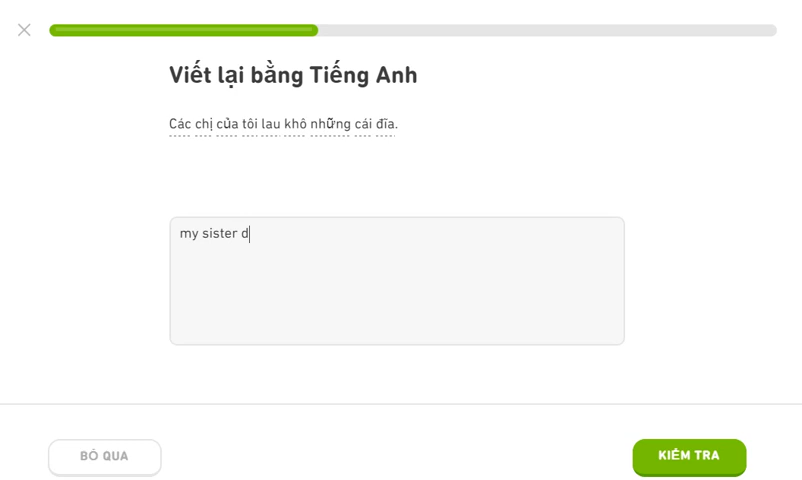 Viết lại bằng Tiếng Anh
Các chị của tôi lau khô những cái đĩa.
my sister d
BỎ QUA
KIỂM TRA